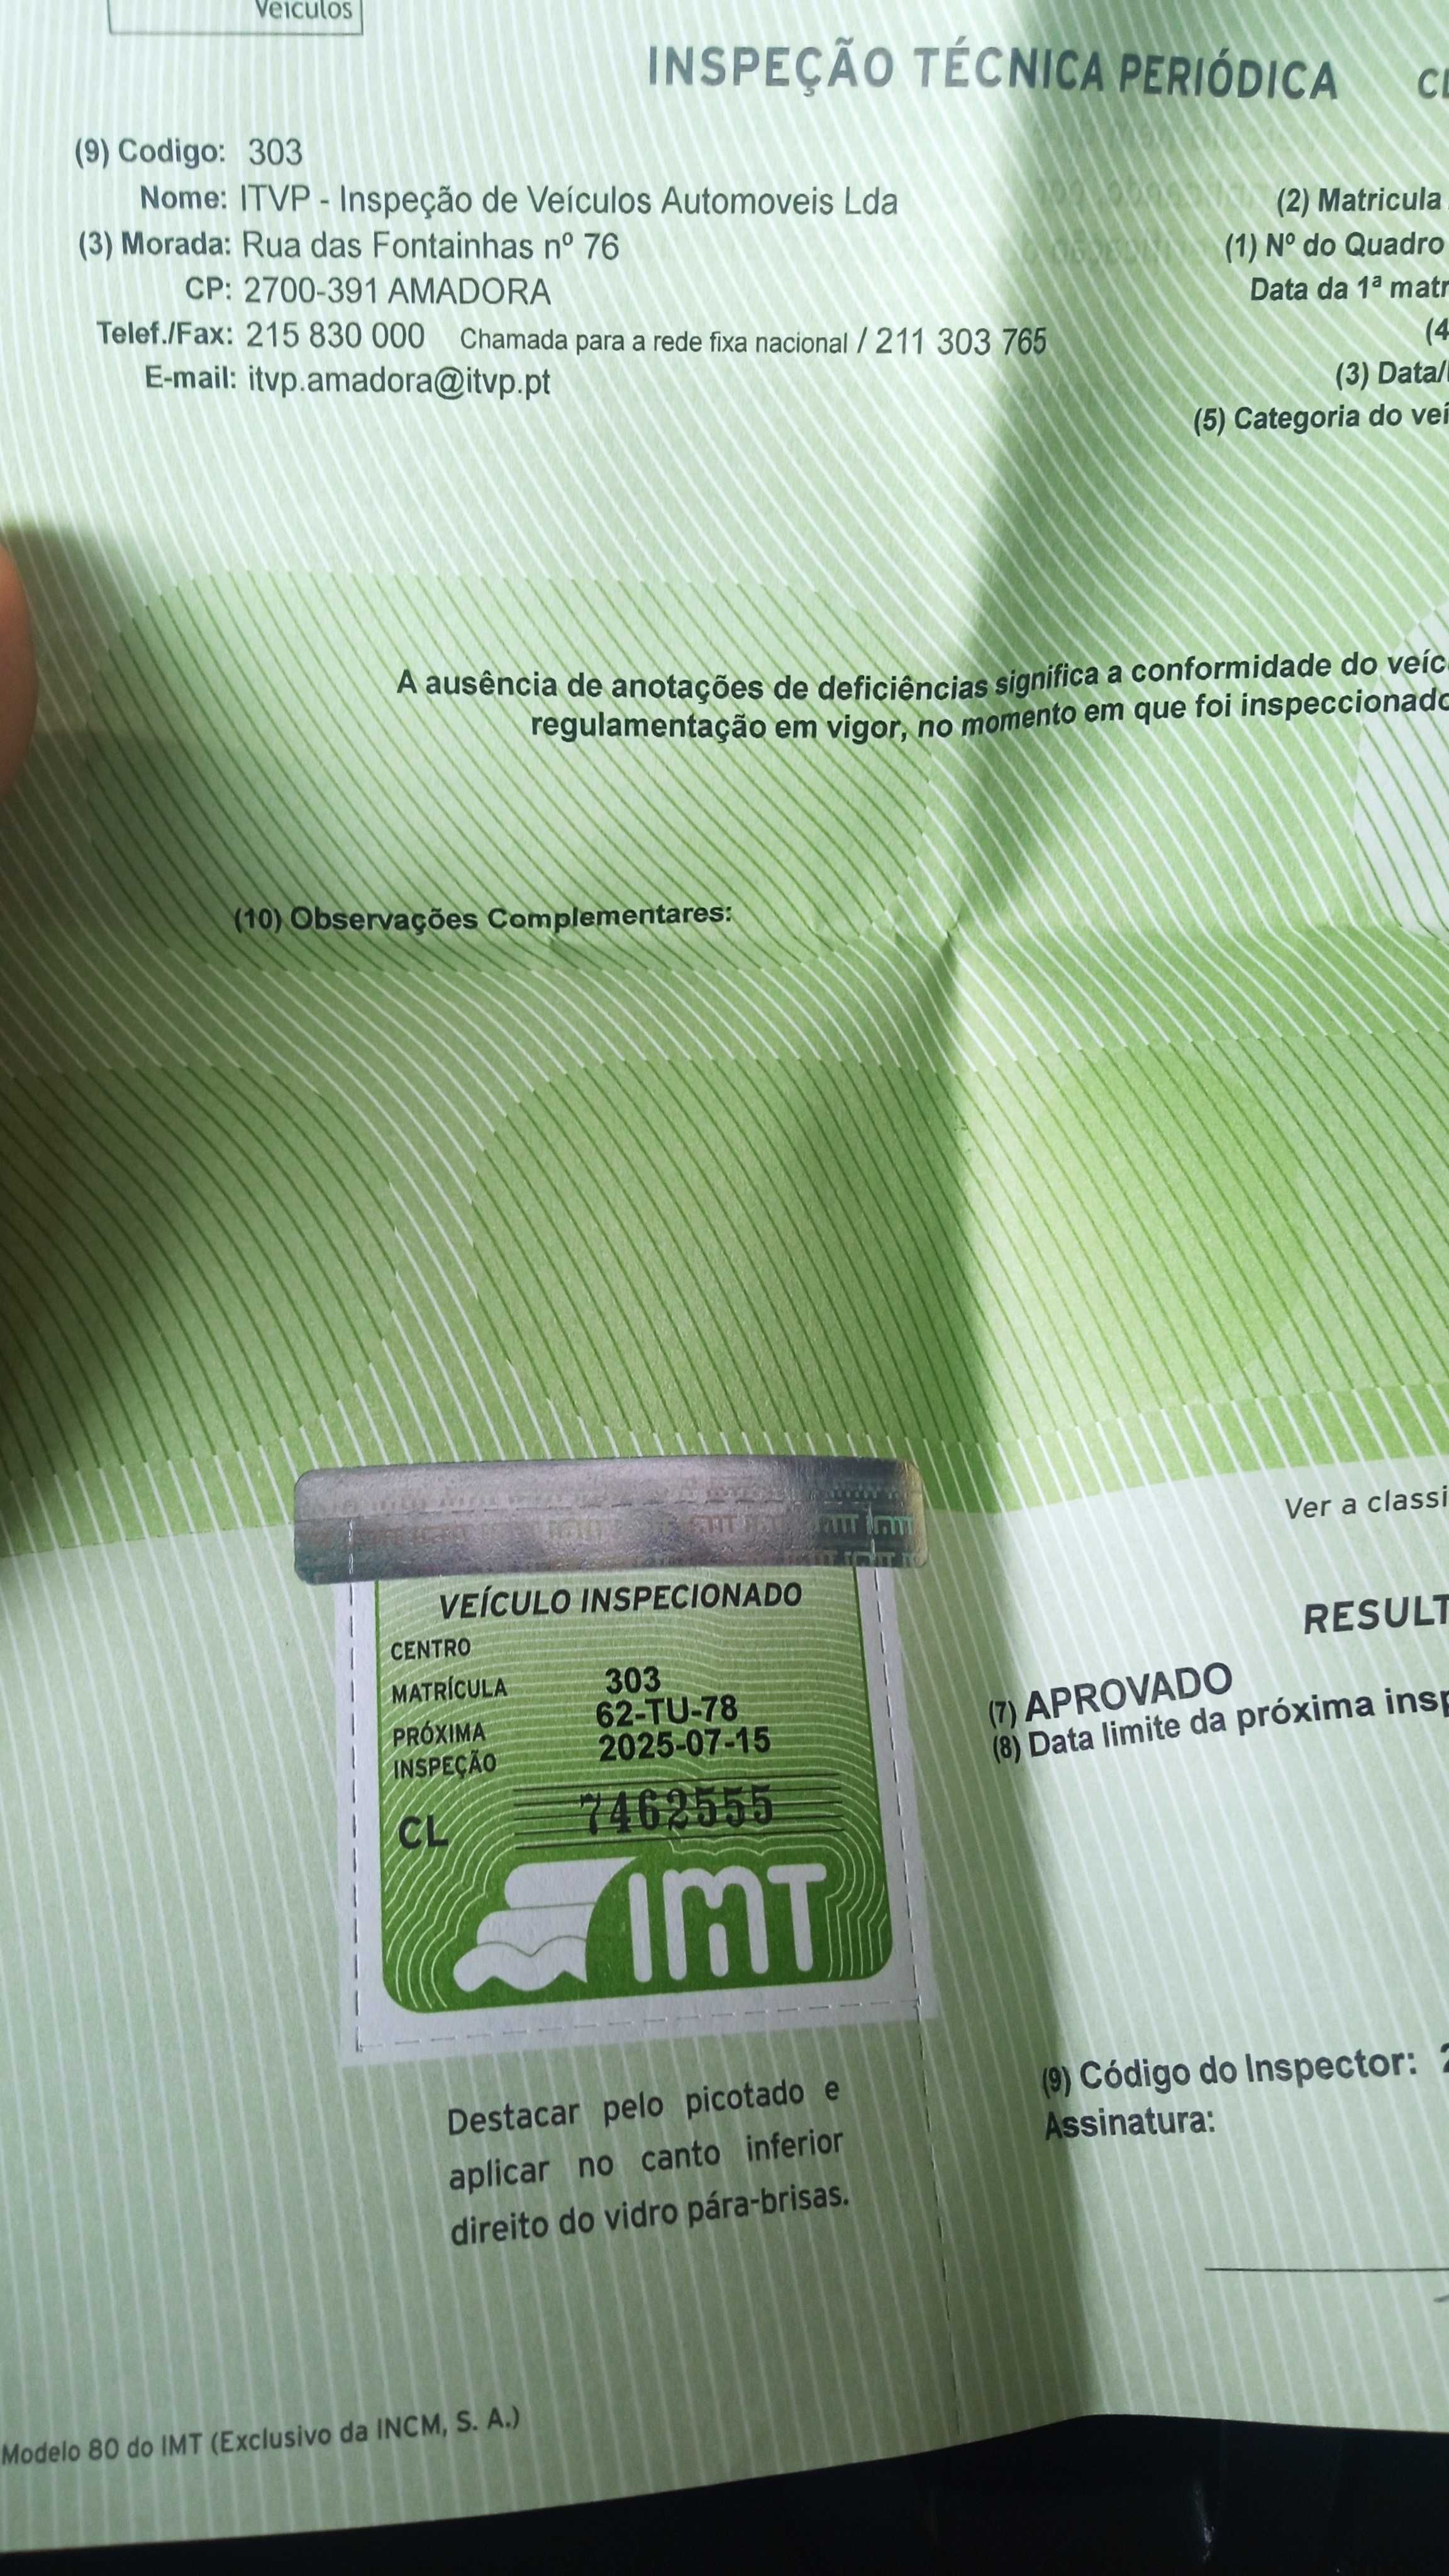 Veículos
INSPEÇÃO TÉCNICA PERIÓDICA
(9) Codigo: 303
Nome: ITVP - Inspeção de Veículos Automoveis Lda
(3) Morada: Rua das Fontainhas nº 76
CP: 2700-391 AMADORA
Telef./Fax: 215 830 000 Chamada para a rede fixa nacional / 211 303 765
E-mail: itvp.amadora@itvp.pt
(2) Matricula
(1) Nº do Quadro
Data da 1ª matr
(4
(3) Data/
(5) Categoria do veí
A ausência de anotações de deficiências significa a conformidade do veíc
regulamentação em vigor, no momento em que foi inspeccionado
(10) Observações Complementares:
VEÍCULO INSPECIONADO
CENTRO 303
MATRÍCULA 62-TU-78
PRÓXIMA INSPEÇÃO 2025-07-15
CL 7462555
IMT
Destacar pelo picotado e
aplicar no canto inferior
direito do vidro pára-brisas.
Ver a classi
RESULT
(7) APROVADO
(8) Data limite da próxima insp
(9) Código do Inspector: 2
Assinatura:
Modelo 80 do IMT (Exclusivo da INCM, S. A.)